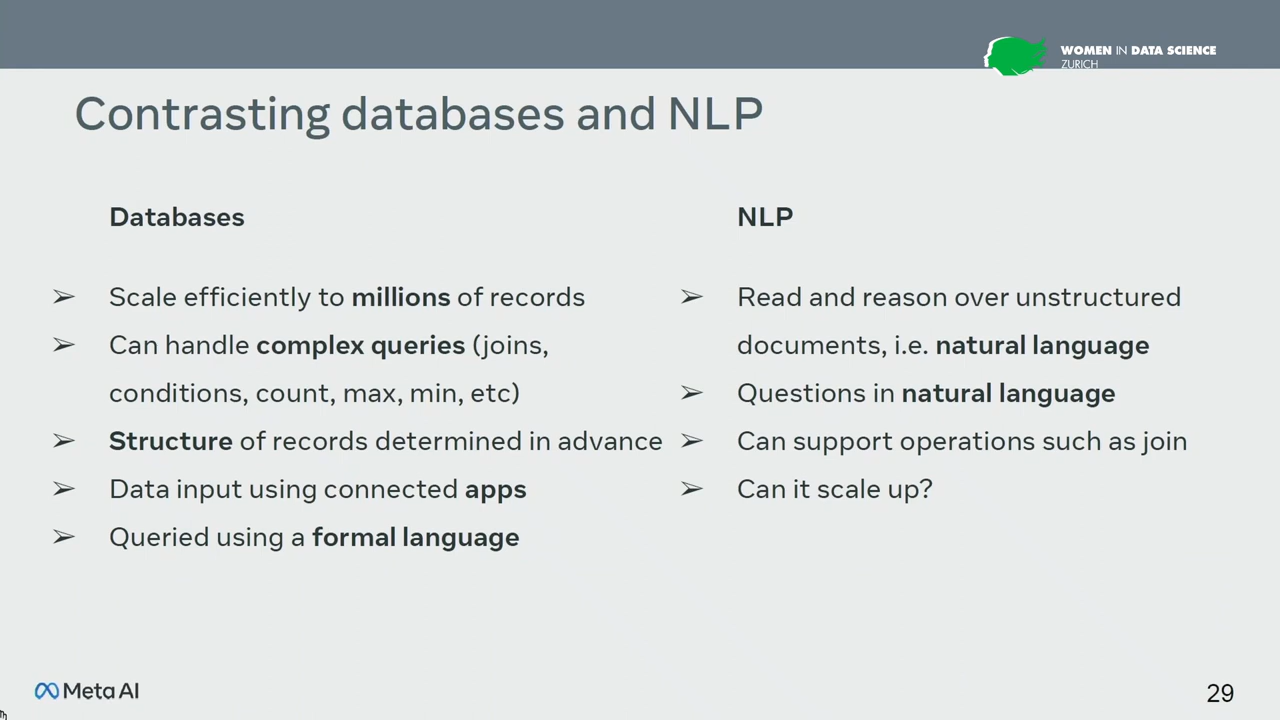 WOMEN IN DATA SCIENCE
ZURICH
Contrasting databases and NLP
Databases
➢ Scale efficiently to millions of records
➢ Can handle complex queries (joins,
conditions, count, max, min, etc)
➢ Structure of records determined in advance
➢ Data input using connected apps
➢ Queried using a formal language
NLP
➢ Read and reason over unstructured
documents, i.e. natural language
➢ Questions in natural language
➢ Can support operations such as join
➢ Can it scale up?
Meta AI
29